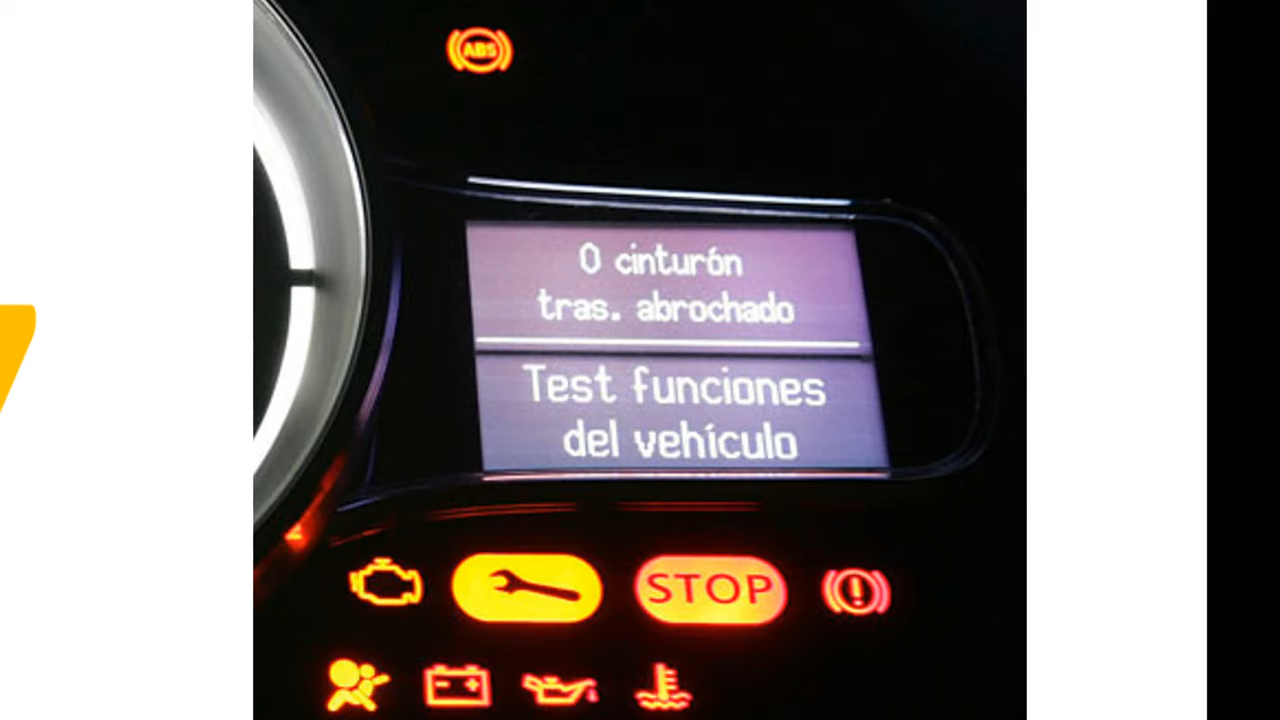 ABS
0 cinturón
tras. abrochado
Test funciones
del vehículo
STOP